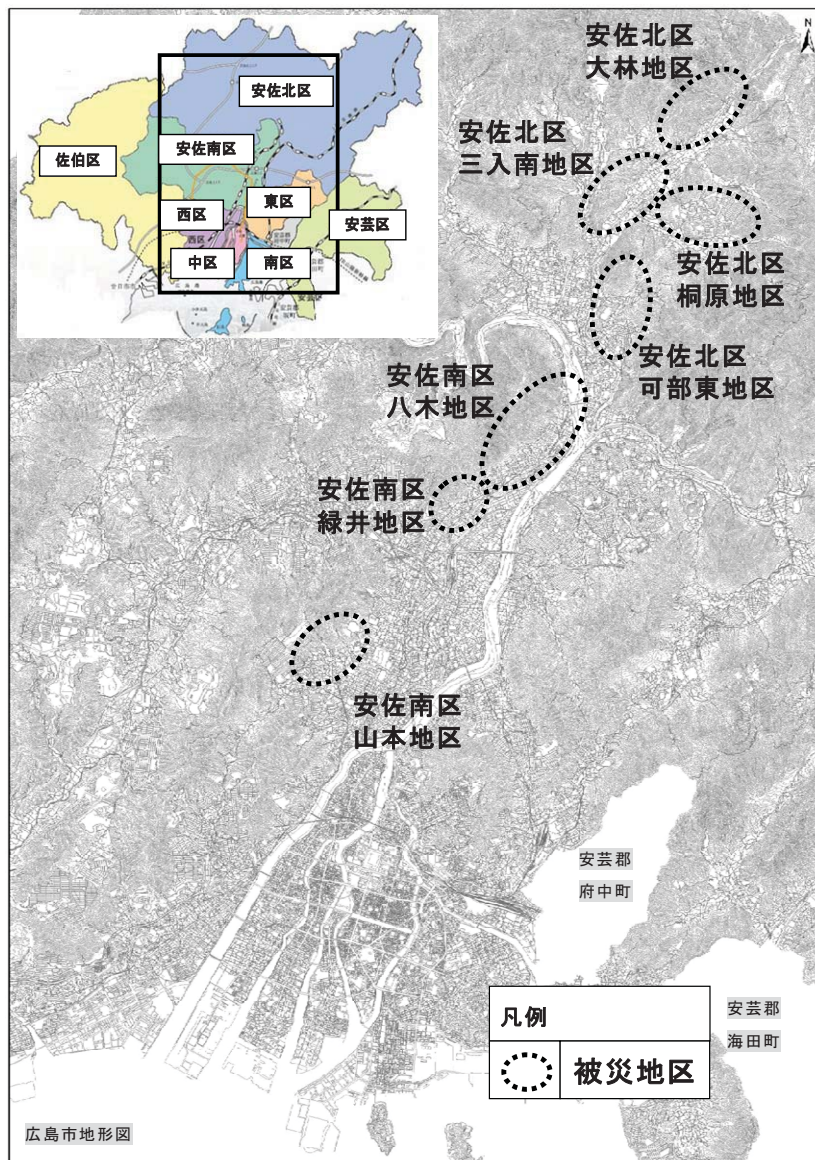 安佐北区
安佐南区
佐伯区
西区
東区
安芸区
中区
南区
N
安佐北区
大林地区
安佐北区
三入南地区
安佐北区
桐原地区
安佐北区
可部東地区
安佐南区
八木地区
安佐南区
緑井地区
安佐南区
山本地区
安芸郡
府中町
安芸郡
海田町
凡例
被災地区
広島市地形図